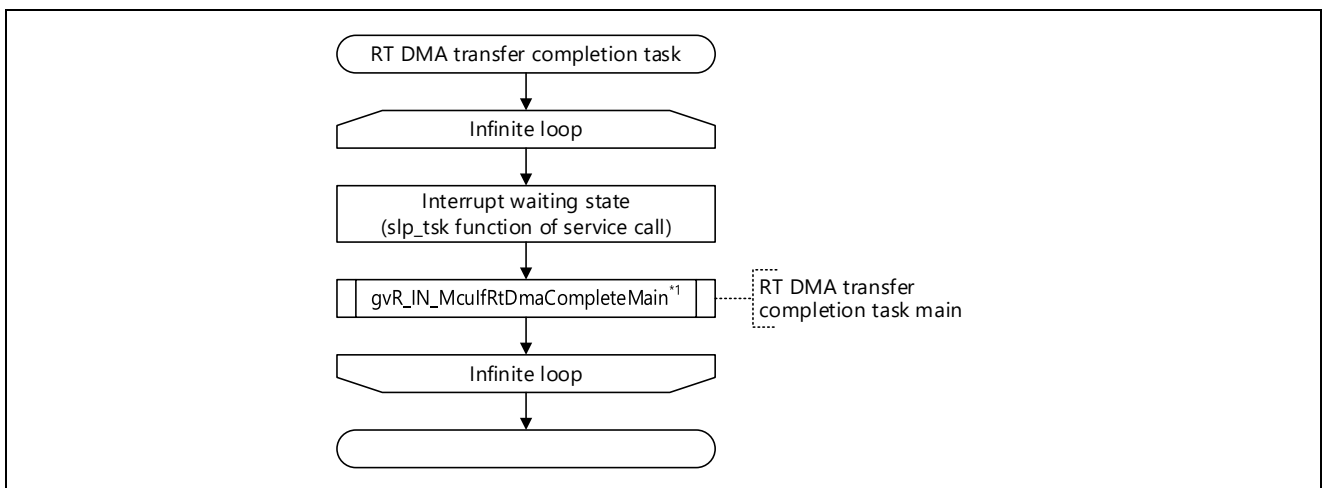 RT DMA transfer completion task
Infinite loop
Interrupt waiting state
(slp_tsk function of service call)
gvR_IN_McuIfRtDmaCompleteMain*1
RT DMA transfer
completion task main
Infinite loop